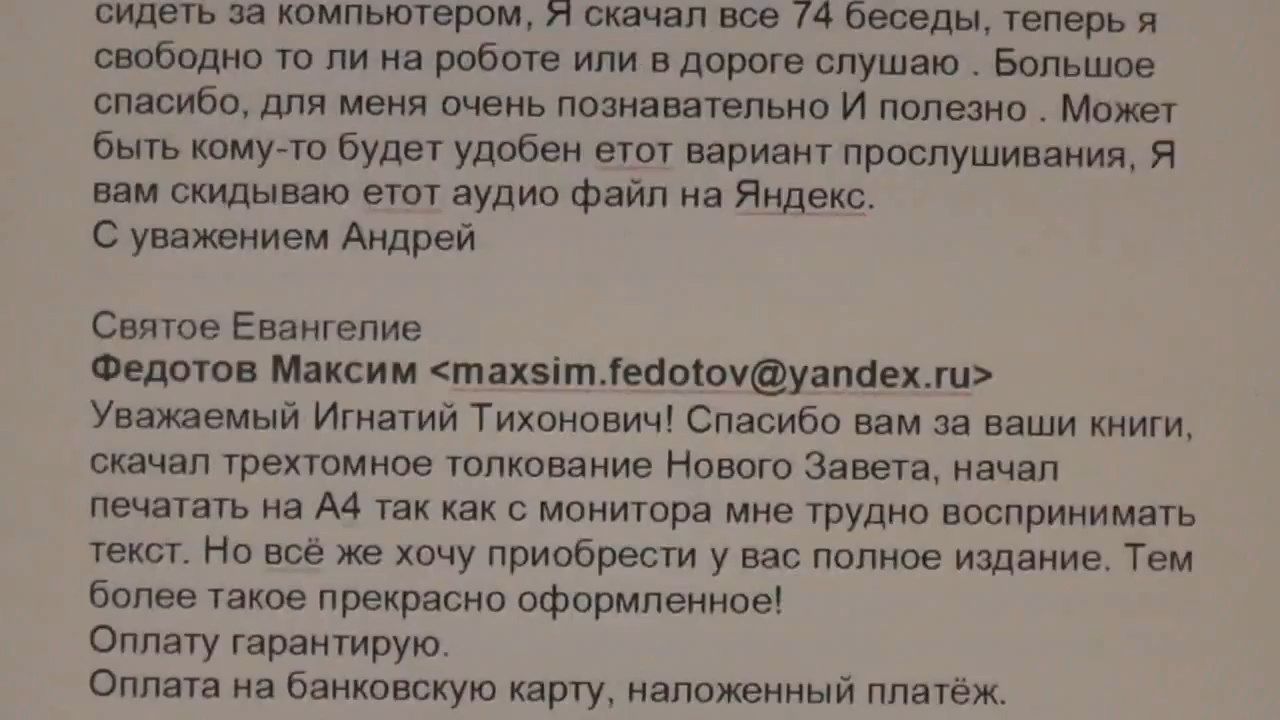 сидеть за компьютером, Я скачал все 74 беседы, теперь я
свободно то ли на роботе или в дороге слушаю . Большое
спасибо, для меня очень познавательно И полезно . Может
быть кому-то будет удобен етот вариант прослушивания, Я
вам скидываю етот аудио файл на Яндекс.
С уважением Андрей
Святое Евангелие
Федотов Максим <maxsim.fedotov@yandex.ru>
Уважаемый Игнатий Тихонович! Спасибо вам за ваши книги,
скачал трехтомное толкование Нового Завета, начал
печатать на А4 так как с монитора мне трудно воспринимать
текст. Но всё же хочу приобрести у вас полное издание. Тем
более такое прекрасно оформленное!
Оплату гарантирую.
Оплата на банковскую карту, наложенный платёж.